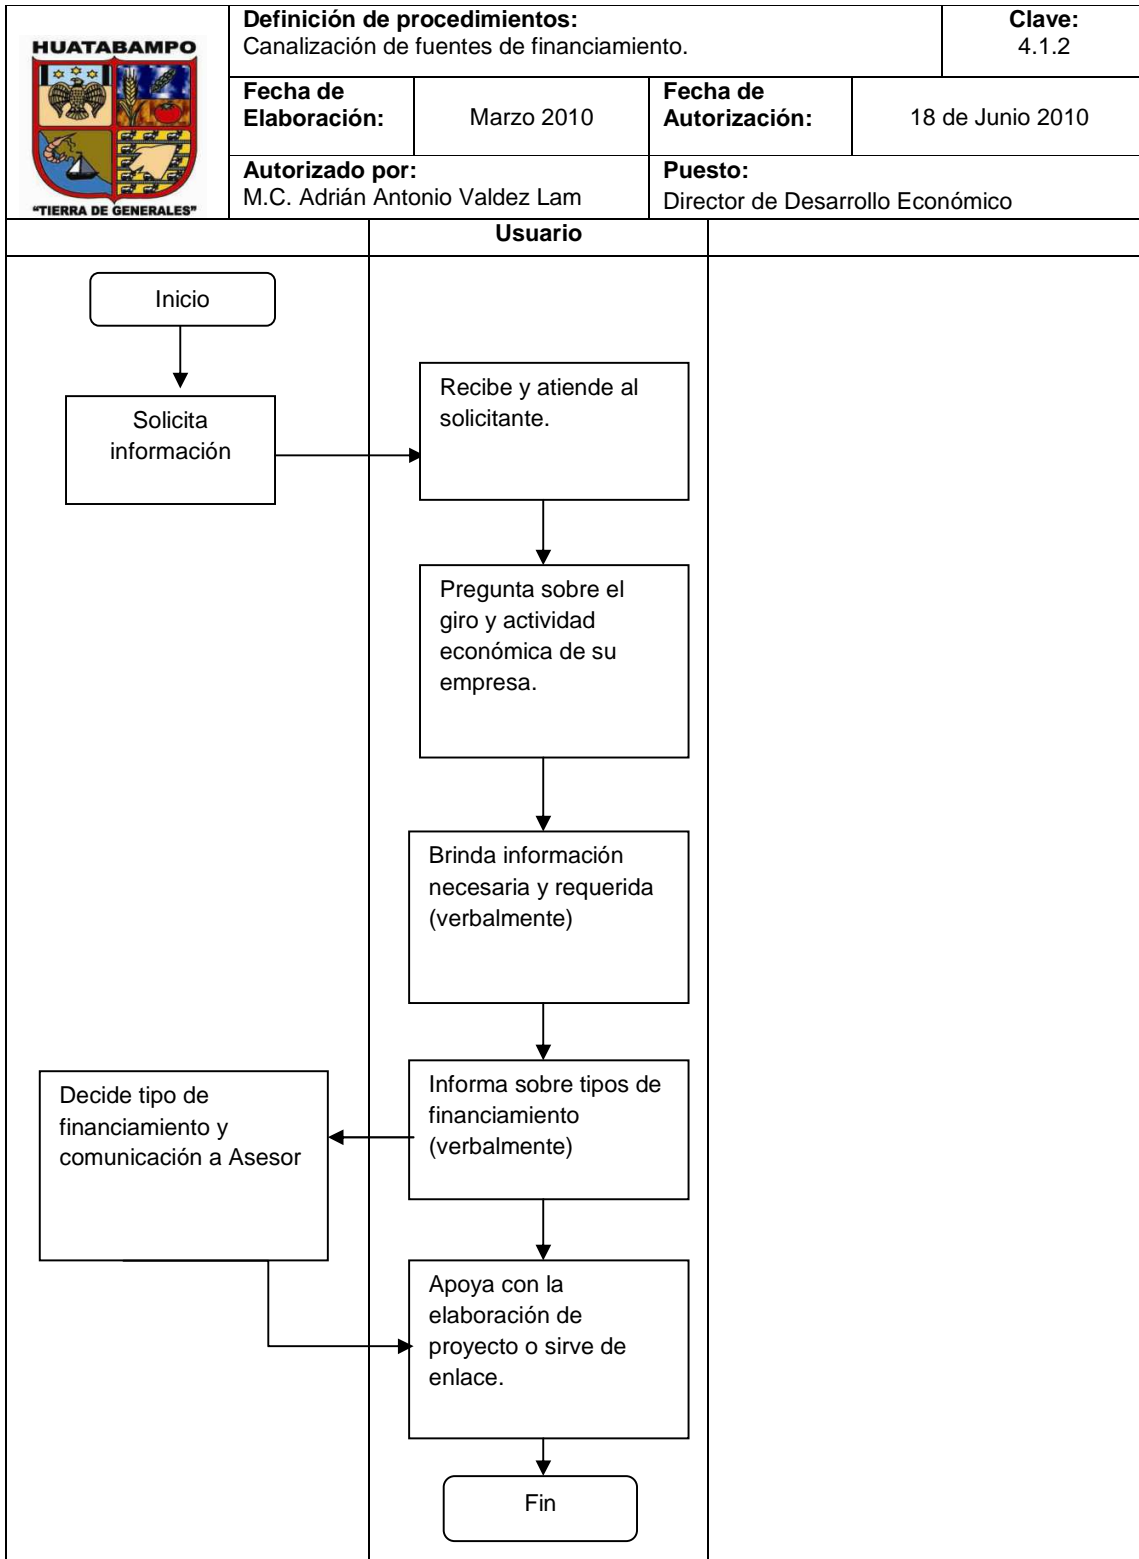 HUATABAMPO
"TIERRA DE GENERALES"
Definición de procedimientos:
Canalización de fuentes de financiamiento.
Clave:
4.1.2
Fecha de
Elaboración:
Marzo 2010
Fecha de
Autorización:
18 de Junio 2010
Autorizado por:
M.C. Adrián Antonio Valdez Lam
Puesto:
Director de Desarrollo Económico
Usuario
Inicio
Solicita
información
Recibe y atiende al
solicitante.
Pregunta sobre el
giro y actividad
económica de su
empresa.
Brinda información
necesaria y requerida
(verbalmente)
Informa sobre tipos de
financiamiento
(verbalmente)
Decide tipo de
financiamiento y
comunicación a Asesor
Apoya con la
elaboración de
proyecto o sirve de
enlace.
Fin